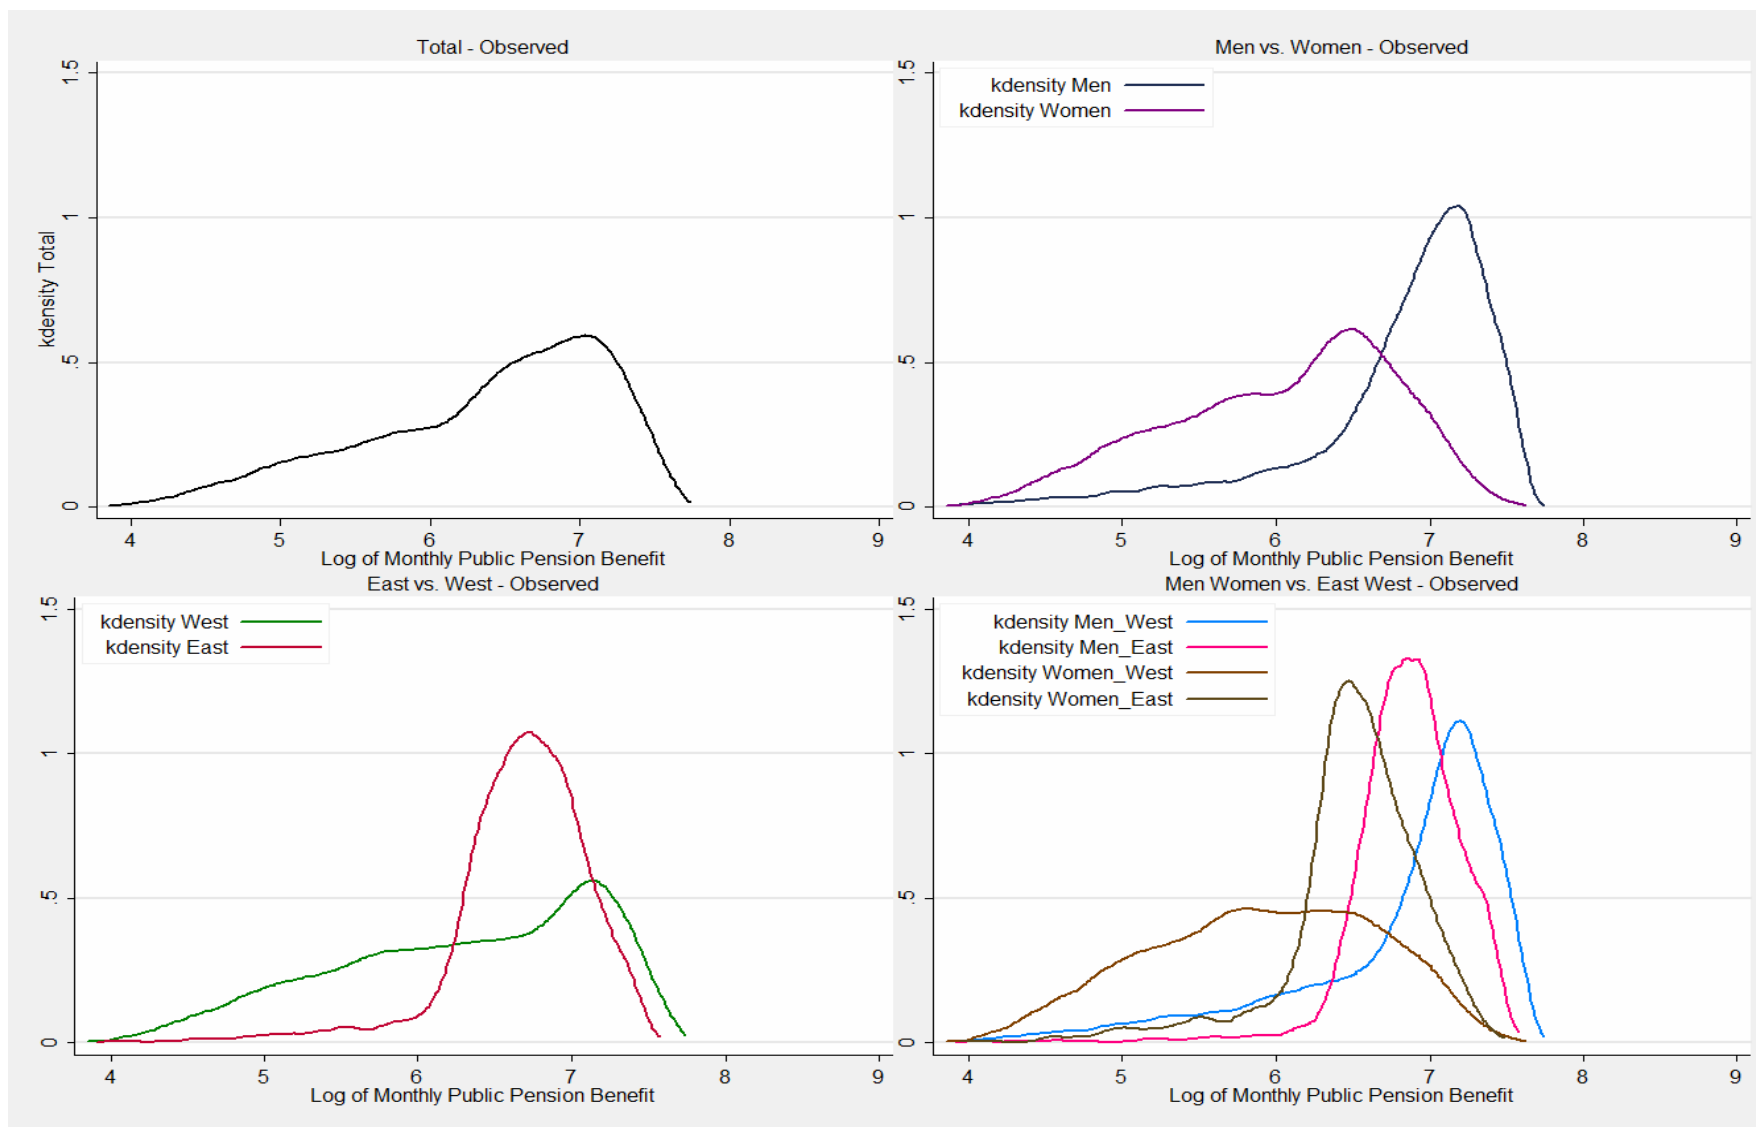 Total - Observed
1.5
1
.5
0
kdensity Total
4 5 6 7 8 9
Log of Monthly Public Pension Benefit
Men vs. Women - Observed
kdensity Men
kdensity Women
1.5
1
.5
0
4 5 6 7 8 9
Log of Monthly Public Pension Benefit
East vs. West - Observed
kdensity West
kdensity East
1.5
1
.5
0
4 5 6 7 8 9
Log of Monthly Public Pension Benefit
Men Women vs. East West - Observed
kdensity Men_West
kdensity Men_East
kdensity Women_West
kdensity Women_East
1.5
1
.5
0
4 5 6 7 8 9
Log of Monthly Public Pension Benefit